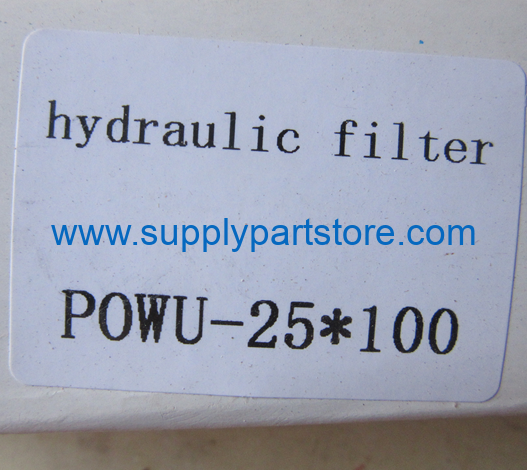 hydraulic filter
www.supplypartstore.com
POWU-25*100